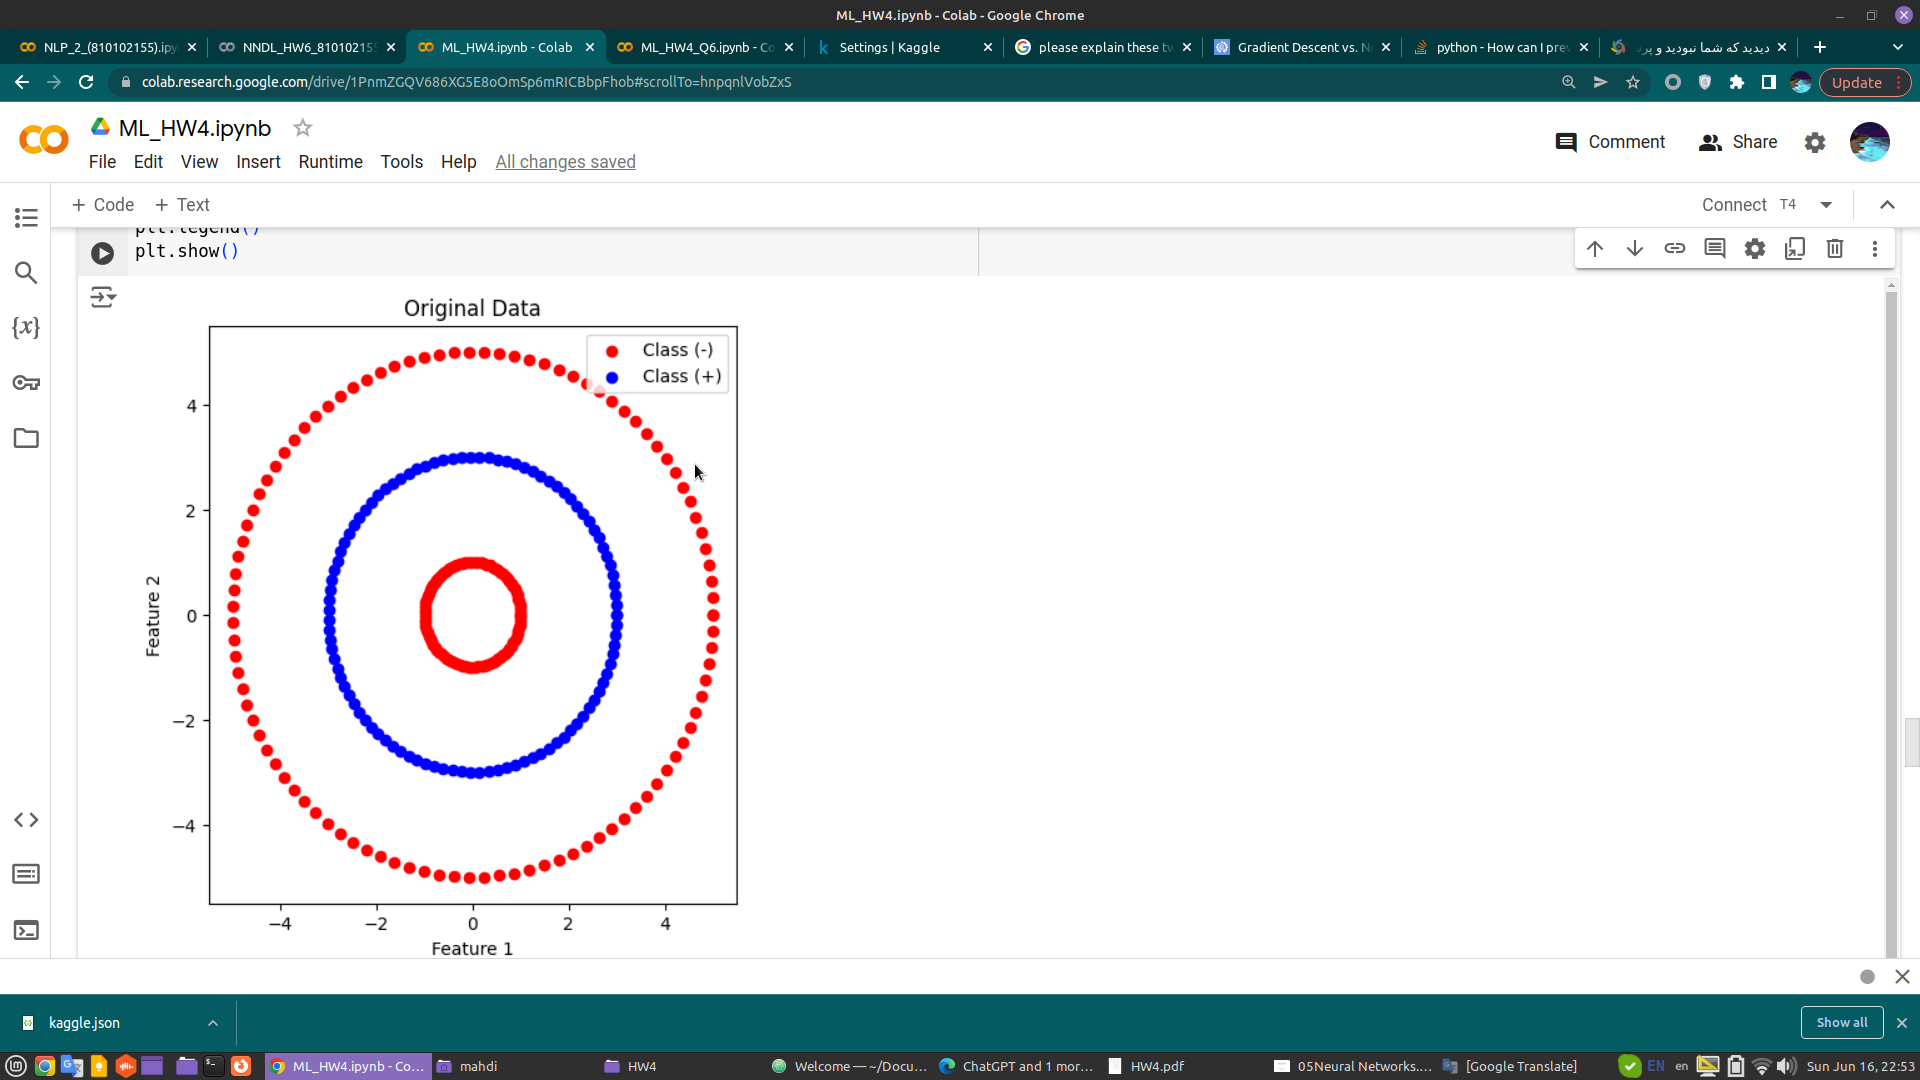 ML_HW4.ipynb - Colab - Google Chrome
NLP_2_(810102155).ipy
NNDL_HW6_810102155
ML_HW4.ipynb - Colab
ML_HW4_Q6.ipynb - Co
Settings | Kaggle
please explain these tw
Gradient Descent vs. N
python - How can I prev
دیدید که شما نبودید و پرد
colab.research.google.com/drive/1PnmZGQV686XG5E8oOmSp6mRICBbpFhob#scrollTo=hnpqnlVobZxS
Update
ML_HW4.ipynb
File Edit View Insert Runtime Tools Help All changes saved
Comment
Share
+ Code + Text
Connect T4
plt.legend()
plt.show()
{x}
Original Data
Class (-)
Class (+)
4
2
0
−2
−4
Feature 2
−4 −2 0 2 4
Feature 1
kaggle.json
Show all
ML_HW4.ipynb - Co...
mahdi
HW4
Welcome — ~/Docu...
ChatGPT and 1 mor...
HW4.pdf
05Neural Networks....
[Google Translate]
EN
en
Sun Jun 16, 22:53